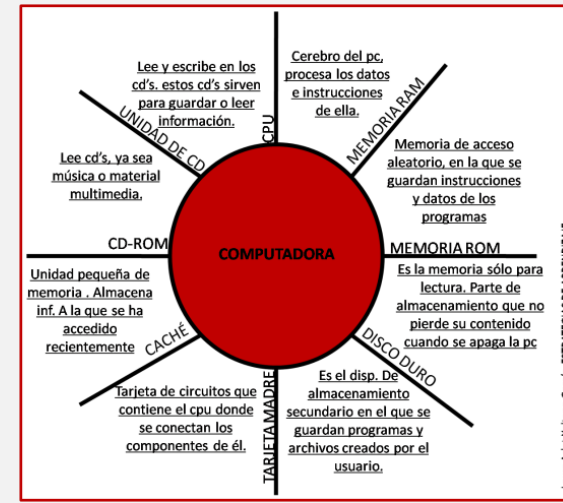 COMPUTADORA
CPU
Cerebro del pc,
procesa los datos
e instrucciones
de ella.
MEMORIA RAM
Memoria de acceso
aleatorio, en la que se
guardan instrucciones
y datos de los
programas
MEMORIA ROM
Es la memoria sólo para
lectura. Parte de
almacenamiento que no
pierde su contenido
cuando se apaga la pc
DISCO DURO
Es el disp. De
almacenamiento
secundario en el que se
guardan programas y
archivos creados por el
usuario.
TARJETA MADRE
Tarjeta de circuitos que
contiene el cpu donde
se conectan los
componentes de él.
CACHÉ
Unidad pequeña de
memoria . Almacena
inf. A la que se ha
accedido
recientemente
CD-ROM
Lee cd's, ya sea
música o material
multimedia.
UNIDAD DE CD
Lee y escribe en los
cd's. estos cd's sirven
para guardar o leer
información.